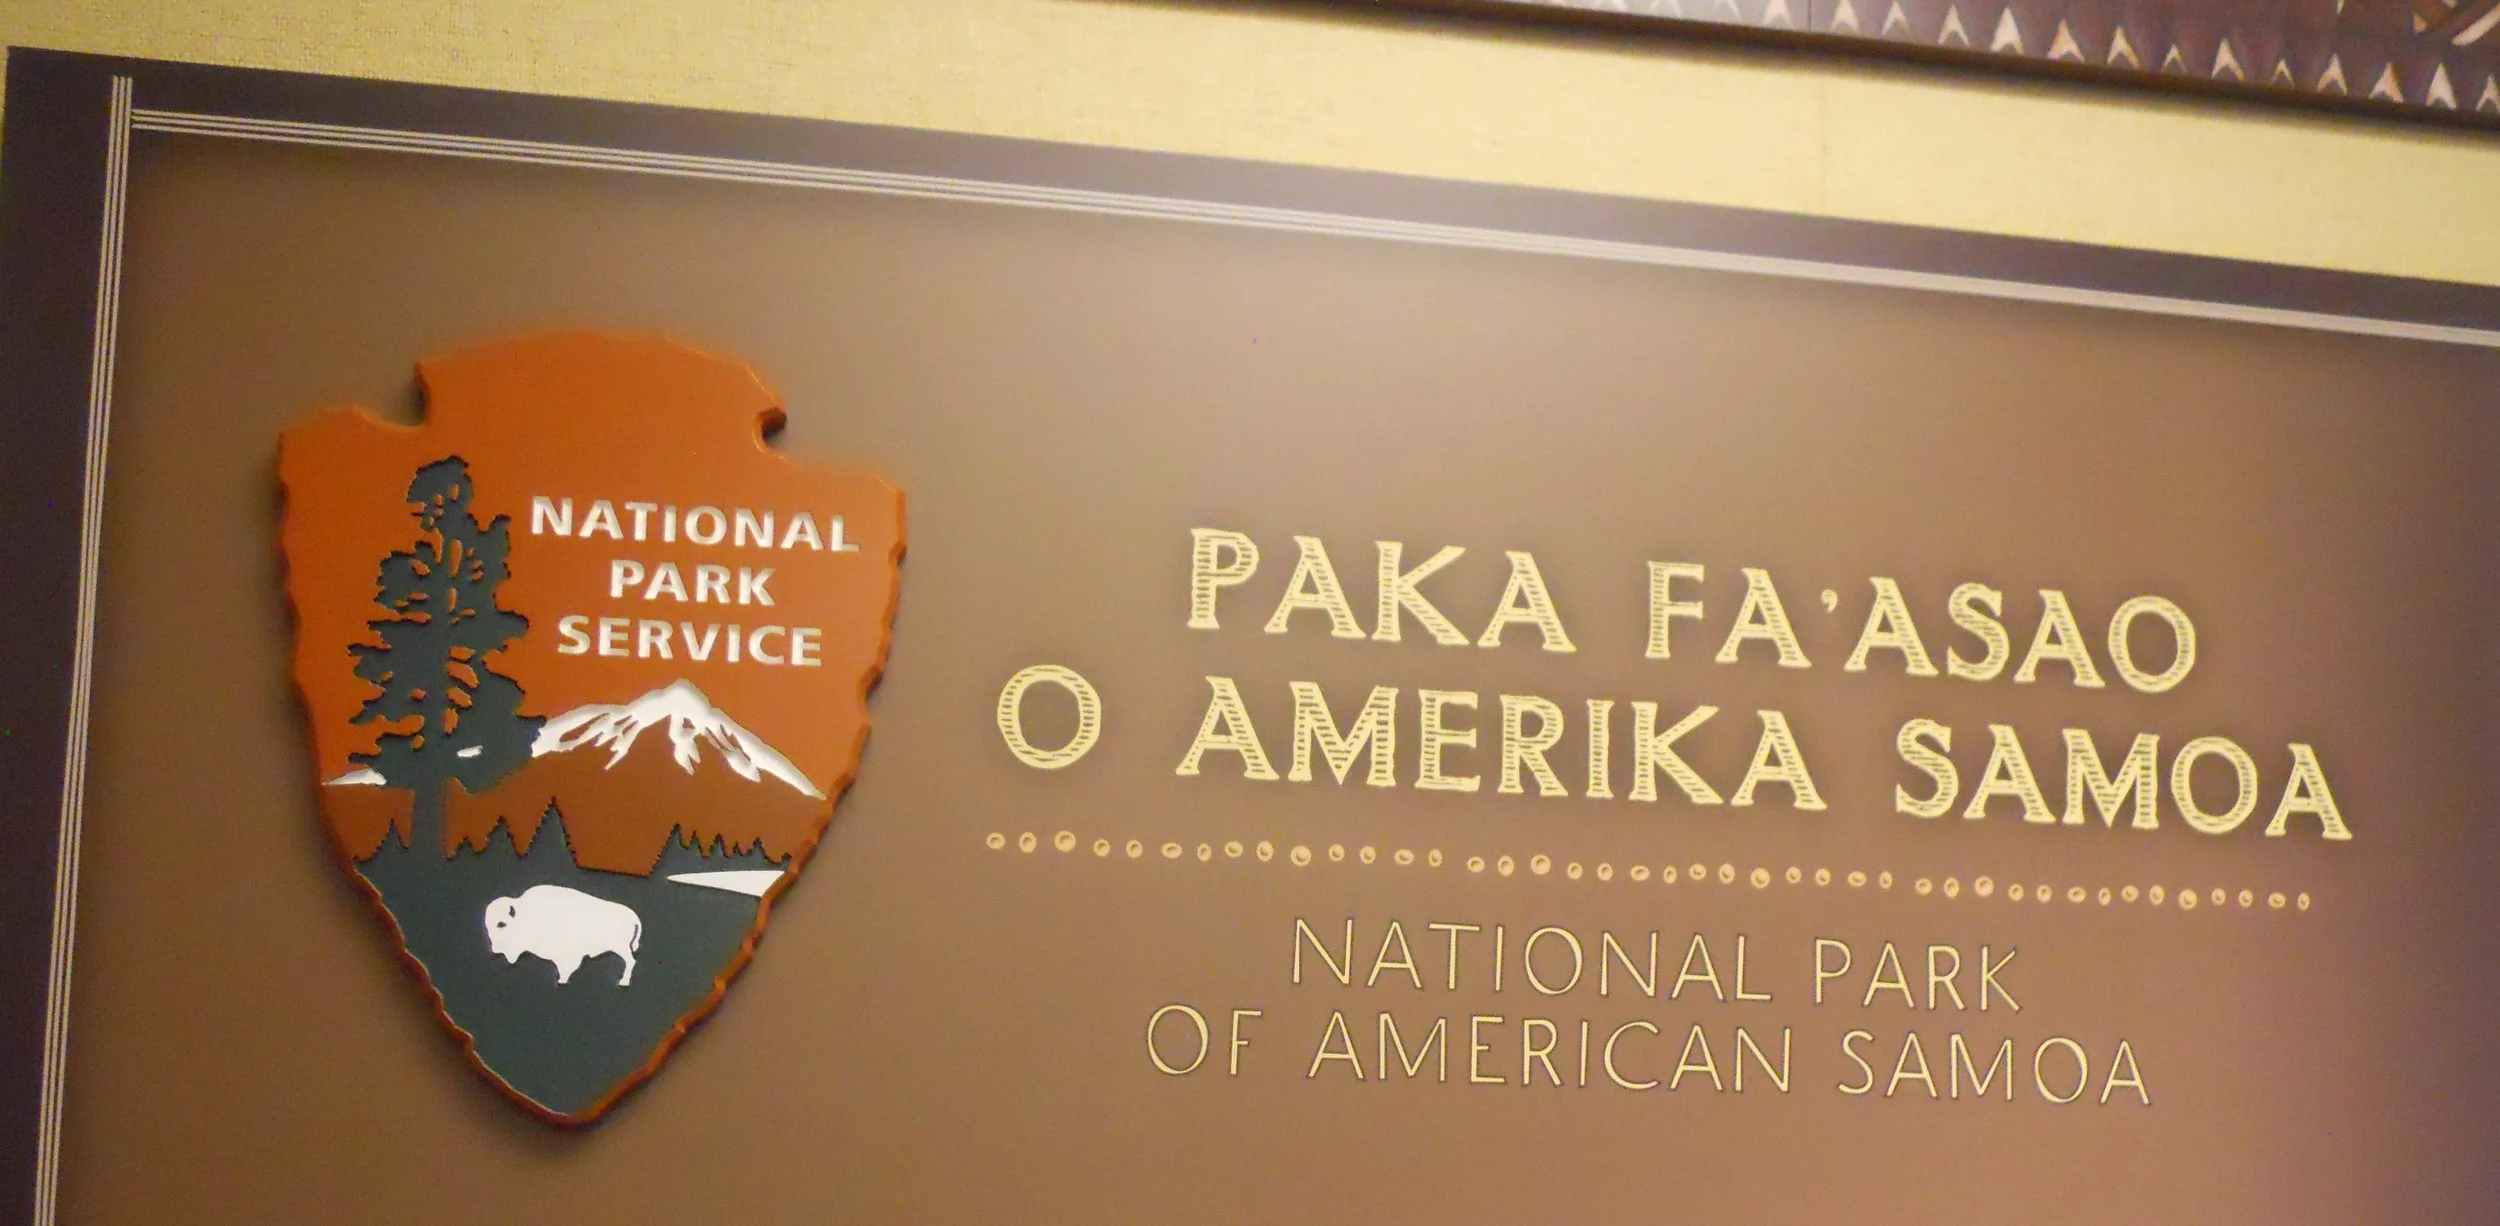 NATIONAL
PARK
SERVICE
PAKA FA'ASAO
O AMERIKA SAMOA
NATIONAL PARK
OF AMERICAN SAMOA